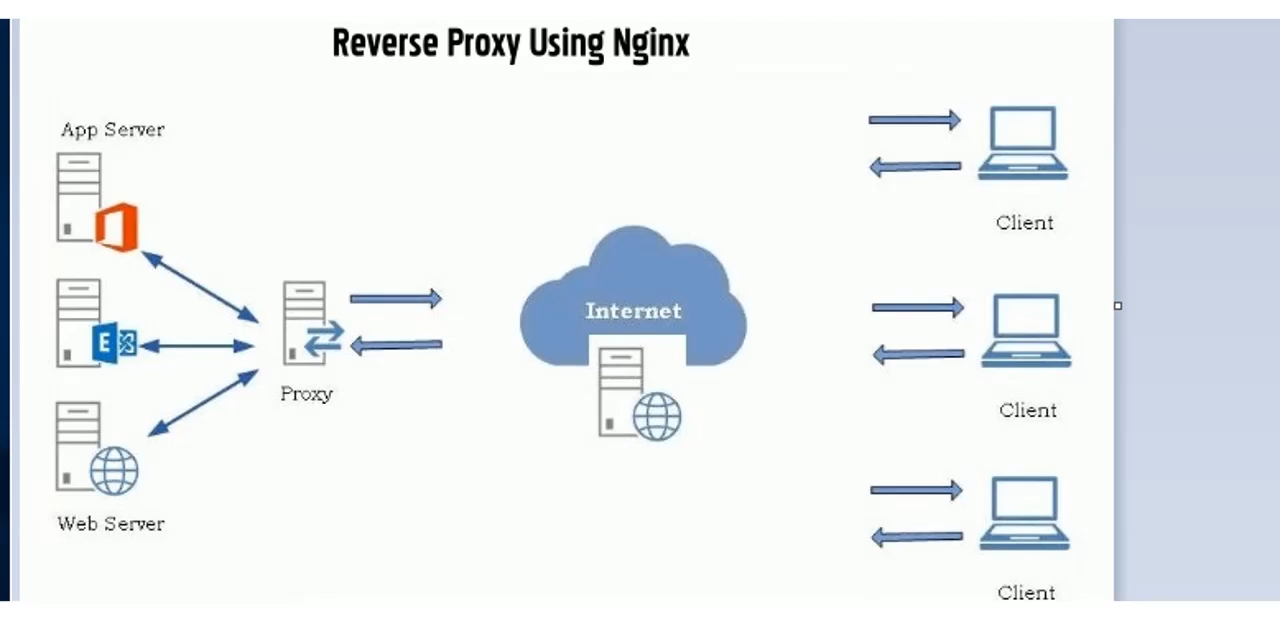 Reverse Proxy Using Nginx
App Server
Client
Internet
E
Proxy
Client
Web Server
Client